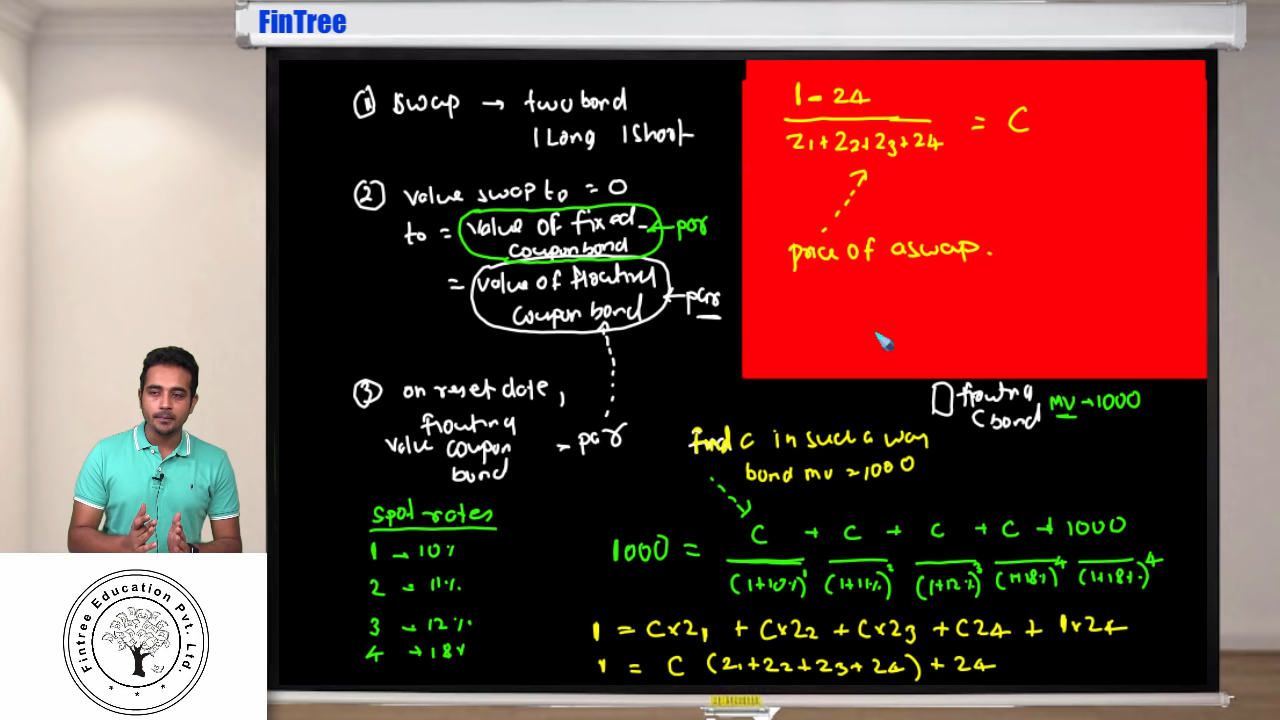 FinTree
① Swap → two bond
1 Long 1 Short
② value swap t0 = 0
t0 = value of fixed coupon bond ← par
= value of floating coupon bond ← par
③ on reset date,
floating
value coupon = par
bond
Spot rates
1 → 10%
2 - 11%.
3 → 12%.
4 → 18%
1 - Z4
Z1+Z2+Z3+Z4 = C
price of a swap.
floating
C bond MV → 1000
find C in such a way
bond mv = 1000
1000 = C + C + C + C + 1000
(1+10%)¹ (1+11%)² (1+12%)³ (1+18%)⁴ (1+18%)⁴
1 = C×Z1 + C×Z2 + C×Z3 + CZ4 + 1×Z4
1 = C (Z1+Z2+Z3+Z4) + Z4
Fintree Education Pvt. Ltd.
* * *